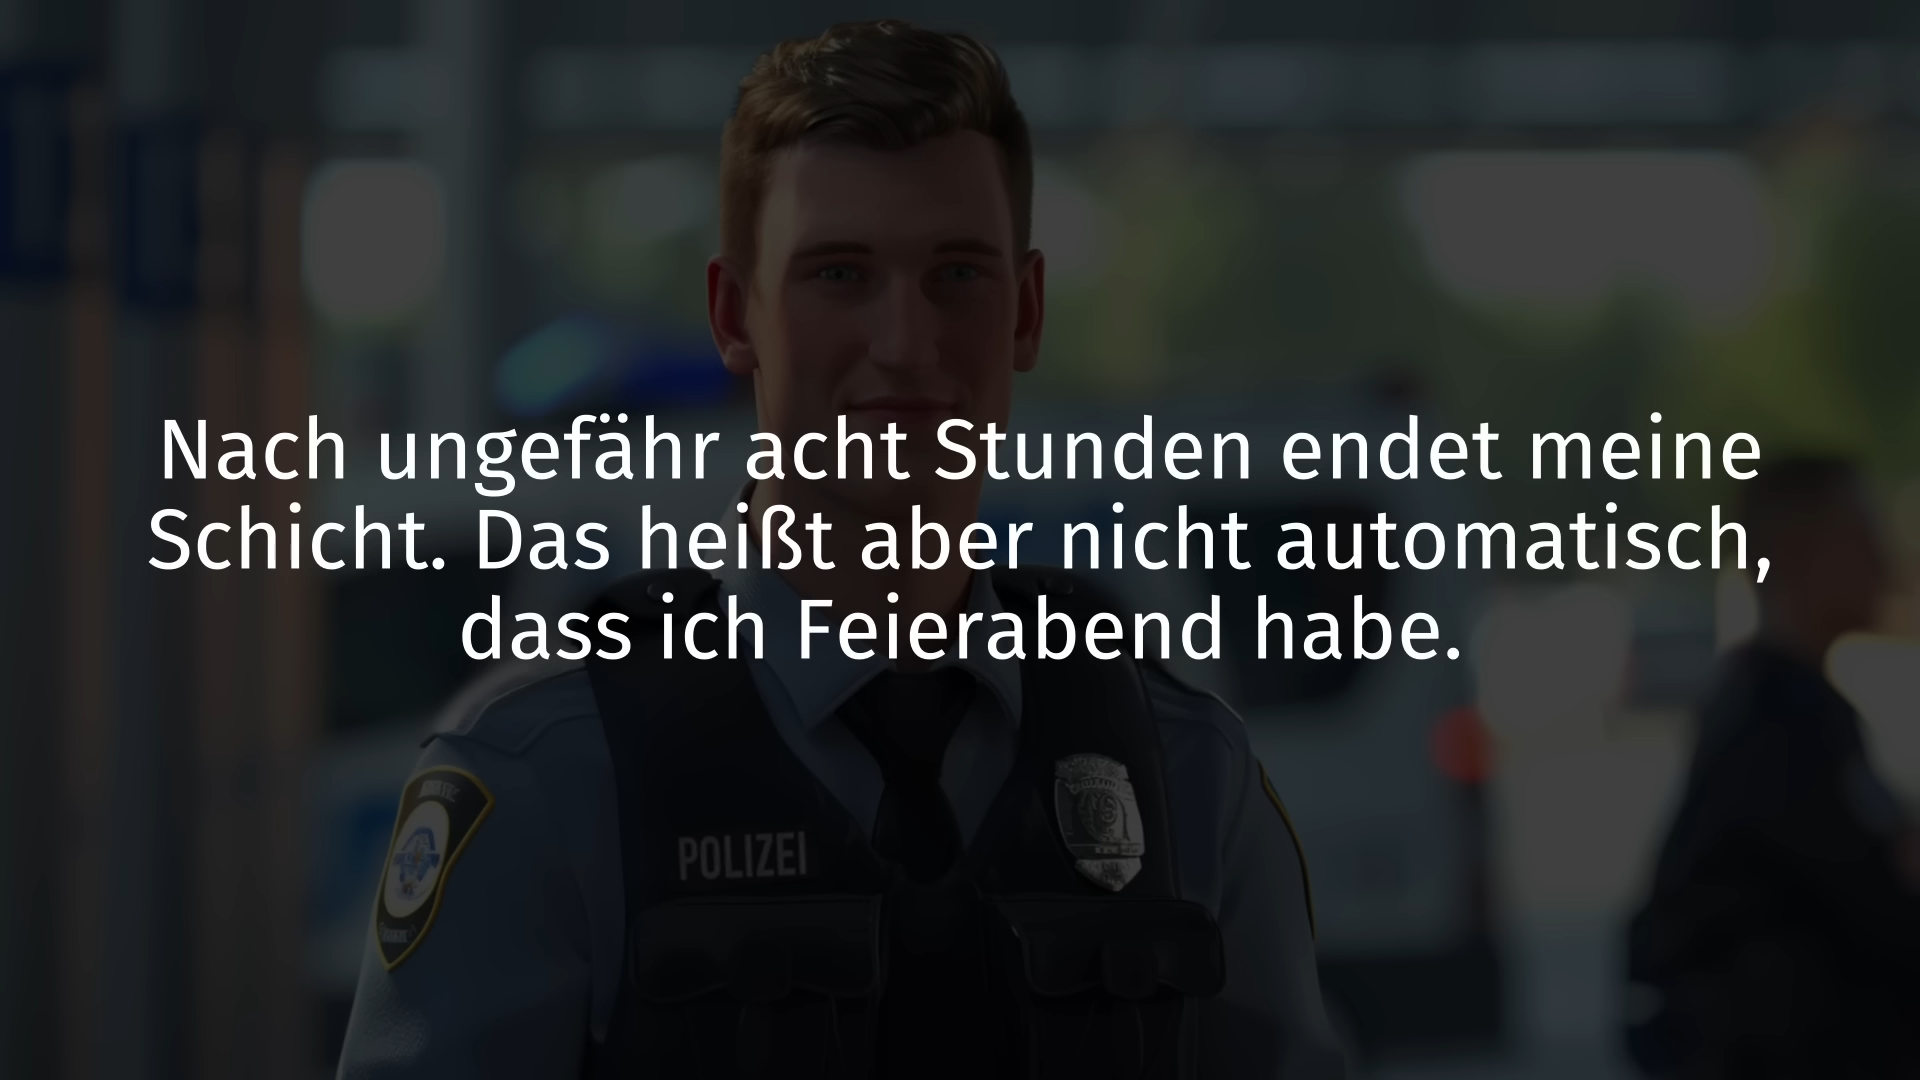 Nach ungefähr acht Stunden endet meine
Schicht. Das heißt aber nicht automatisch,
dass ich Feierabend habe.
POLIZEI